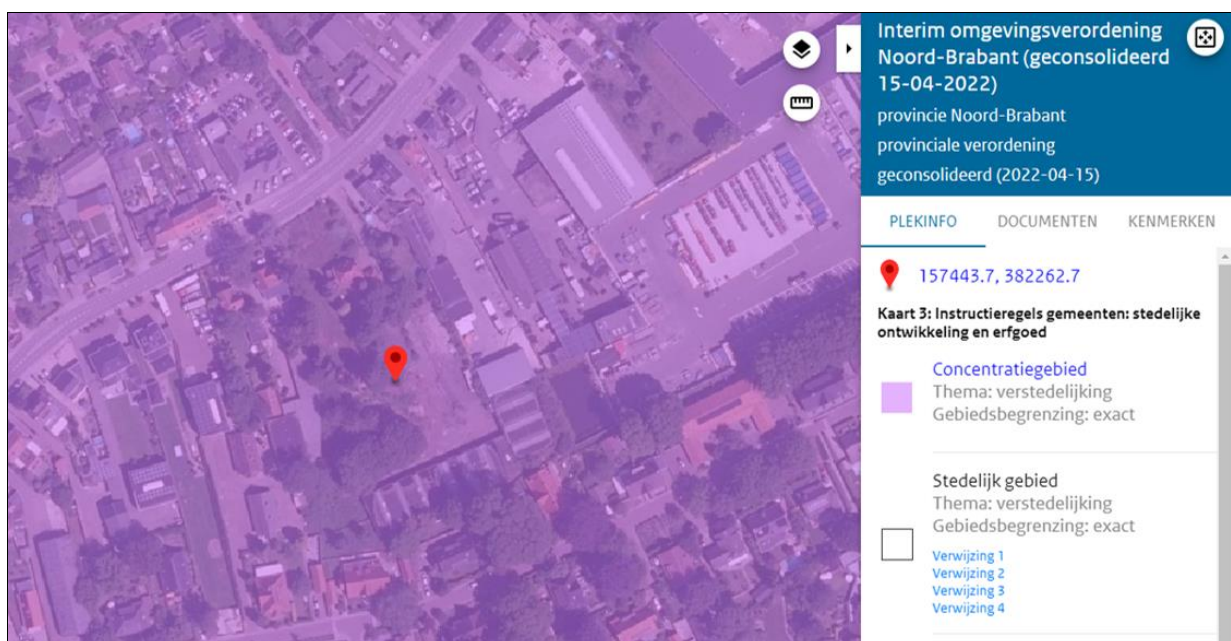 Interim omgevingsverordening
Noord-Brabant (geconsolideerd
15-04-2022)
provincie Noord-Brabant
provinciale verordening
geconsolideerd (2022-04-15)
PLEKINFO DOCUMENTEN KENMERKEN
157443.7, 382262.7
Kaart 3: Instructieregels gemeenten: stedelijke
ontwikkeling en erfgoed
Concentratiegebied
Thema: verstedelijking
Gebiedsbegrenzing: exact
Stedelijk gebied
Thema: verstedelijking
Gebiedsbegrenzing: exact
Verwijzing 1
Verwijzing 2
Verwijzing 3
Verwijzing 4